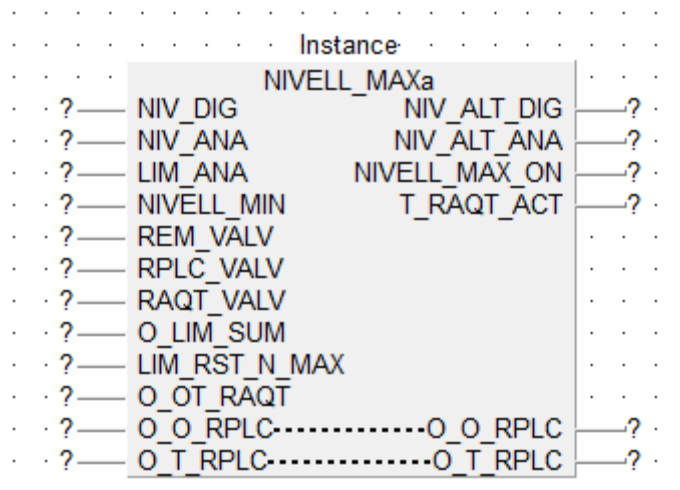 Instance
NIVELL_MAXa
? NIV_DIG NIV_ALT_DIG ?
? NIV_ANA NIV_ALT_ANA ?
? LIM_ANA NIVELL_MAX_ON ?
? NIVELL_MIN T_RAQT_ACT ?
? REM_VALV
? RPLC_VALV
? RAQT_VALV
? O_LIM_SUM
? LIM_RST_N_MAX
? O_OT_RAQT
? O_O_RPLC O_O_RPLC ?
? O_T_RPLC O_T_RPLC ?